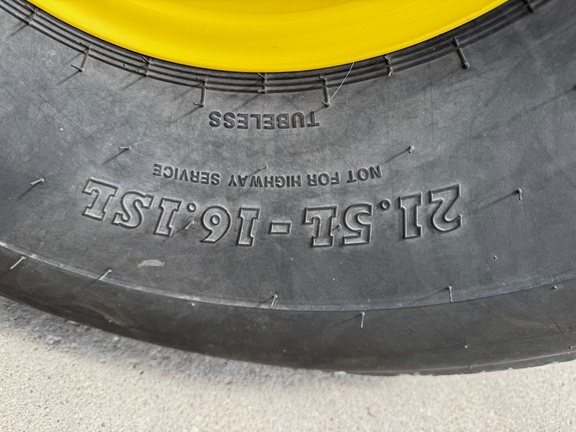 21.5L-16.1SL
NOT FOR HIGHWAY SERVICE
TUBELESS